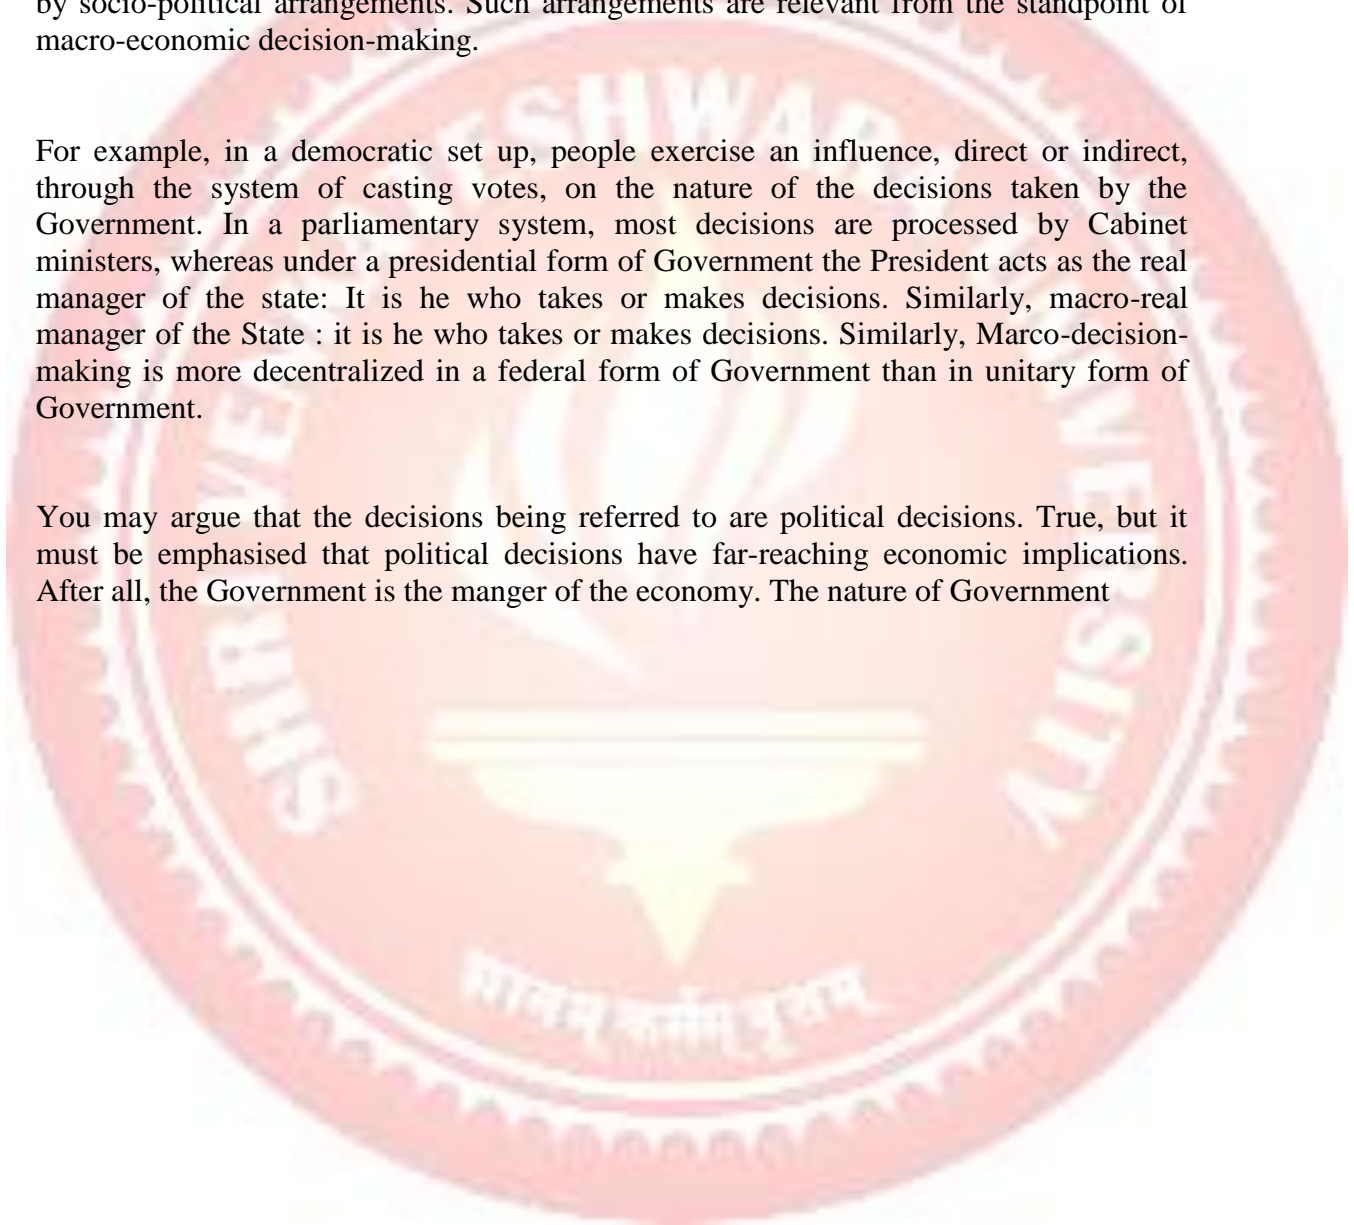 by socio-political arrangements. Such arrangements are relevant from the standpoint of
macro-economic decision-making.
For example, in a democratic set up, people exercise an influence, direct or indirect,
through the system of casting votes, on the nature of the decisions taken by the
Government. In a parliamentary system, most decisions are processed by Cabinet
ministers, whereas under a presidential form of Government the President acts as the real
manager of the state: It is he who takes or makes decisions. Similarly, macro-real
manager of the State : it is he who takes or makes decisions. Similarly, Marco-decision-
making is more decentralized in a federal form of Government than in unitary form of
Government.
You may argue that the decisions being referred to are political decisions. True, but it
must be emphasised that political decisions have far-reaching economic implications.
After all, the Government is the manger of the economy. The nature of Government
SHRI VEN ESHWARA UNIVERSITY